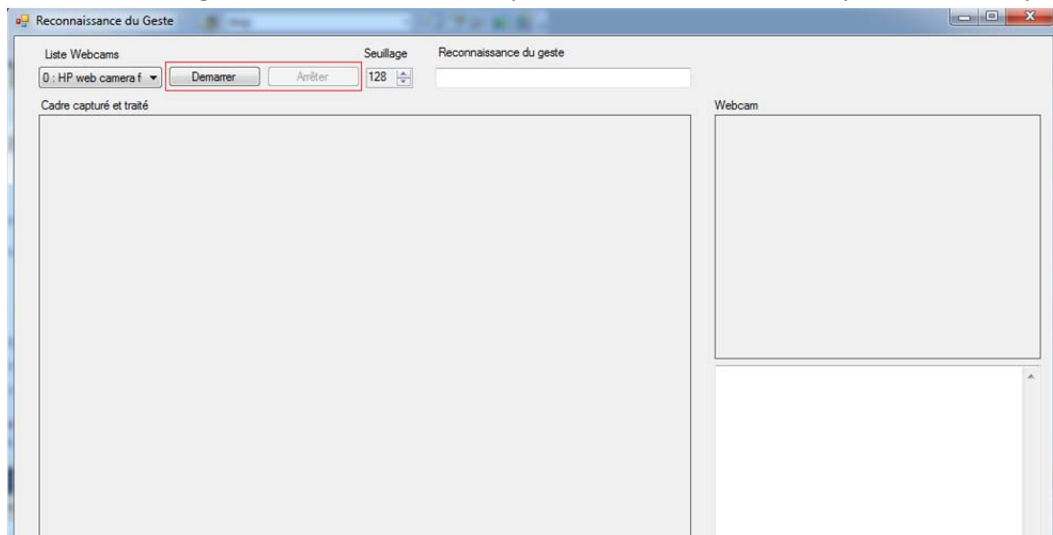 Reconnaissance du Geste
Liste Webcams
Seuillage
Reconnaissance du geste
0 : HP web camera f
Demarrer
Arrêter
128
Cadre capturé et traité
Webcam